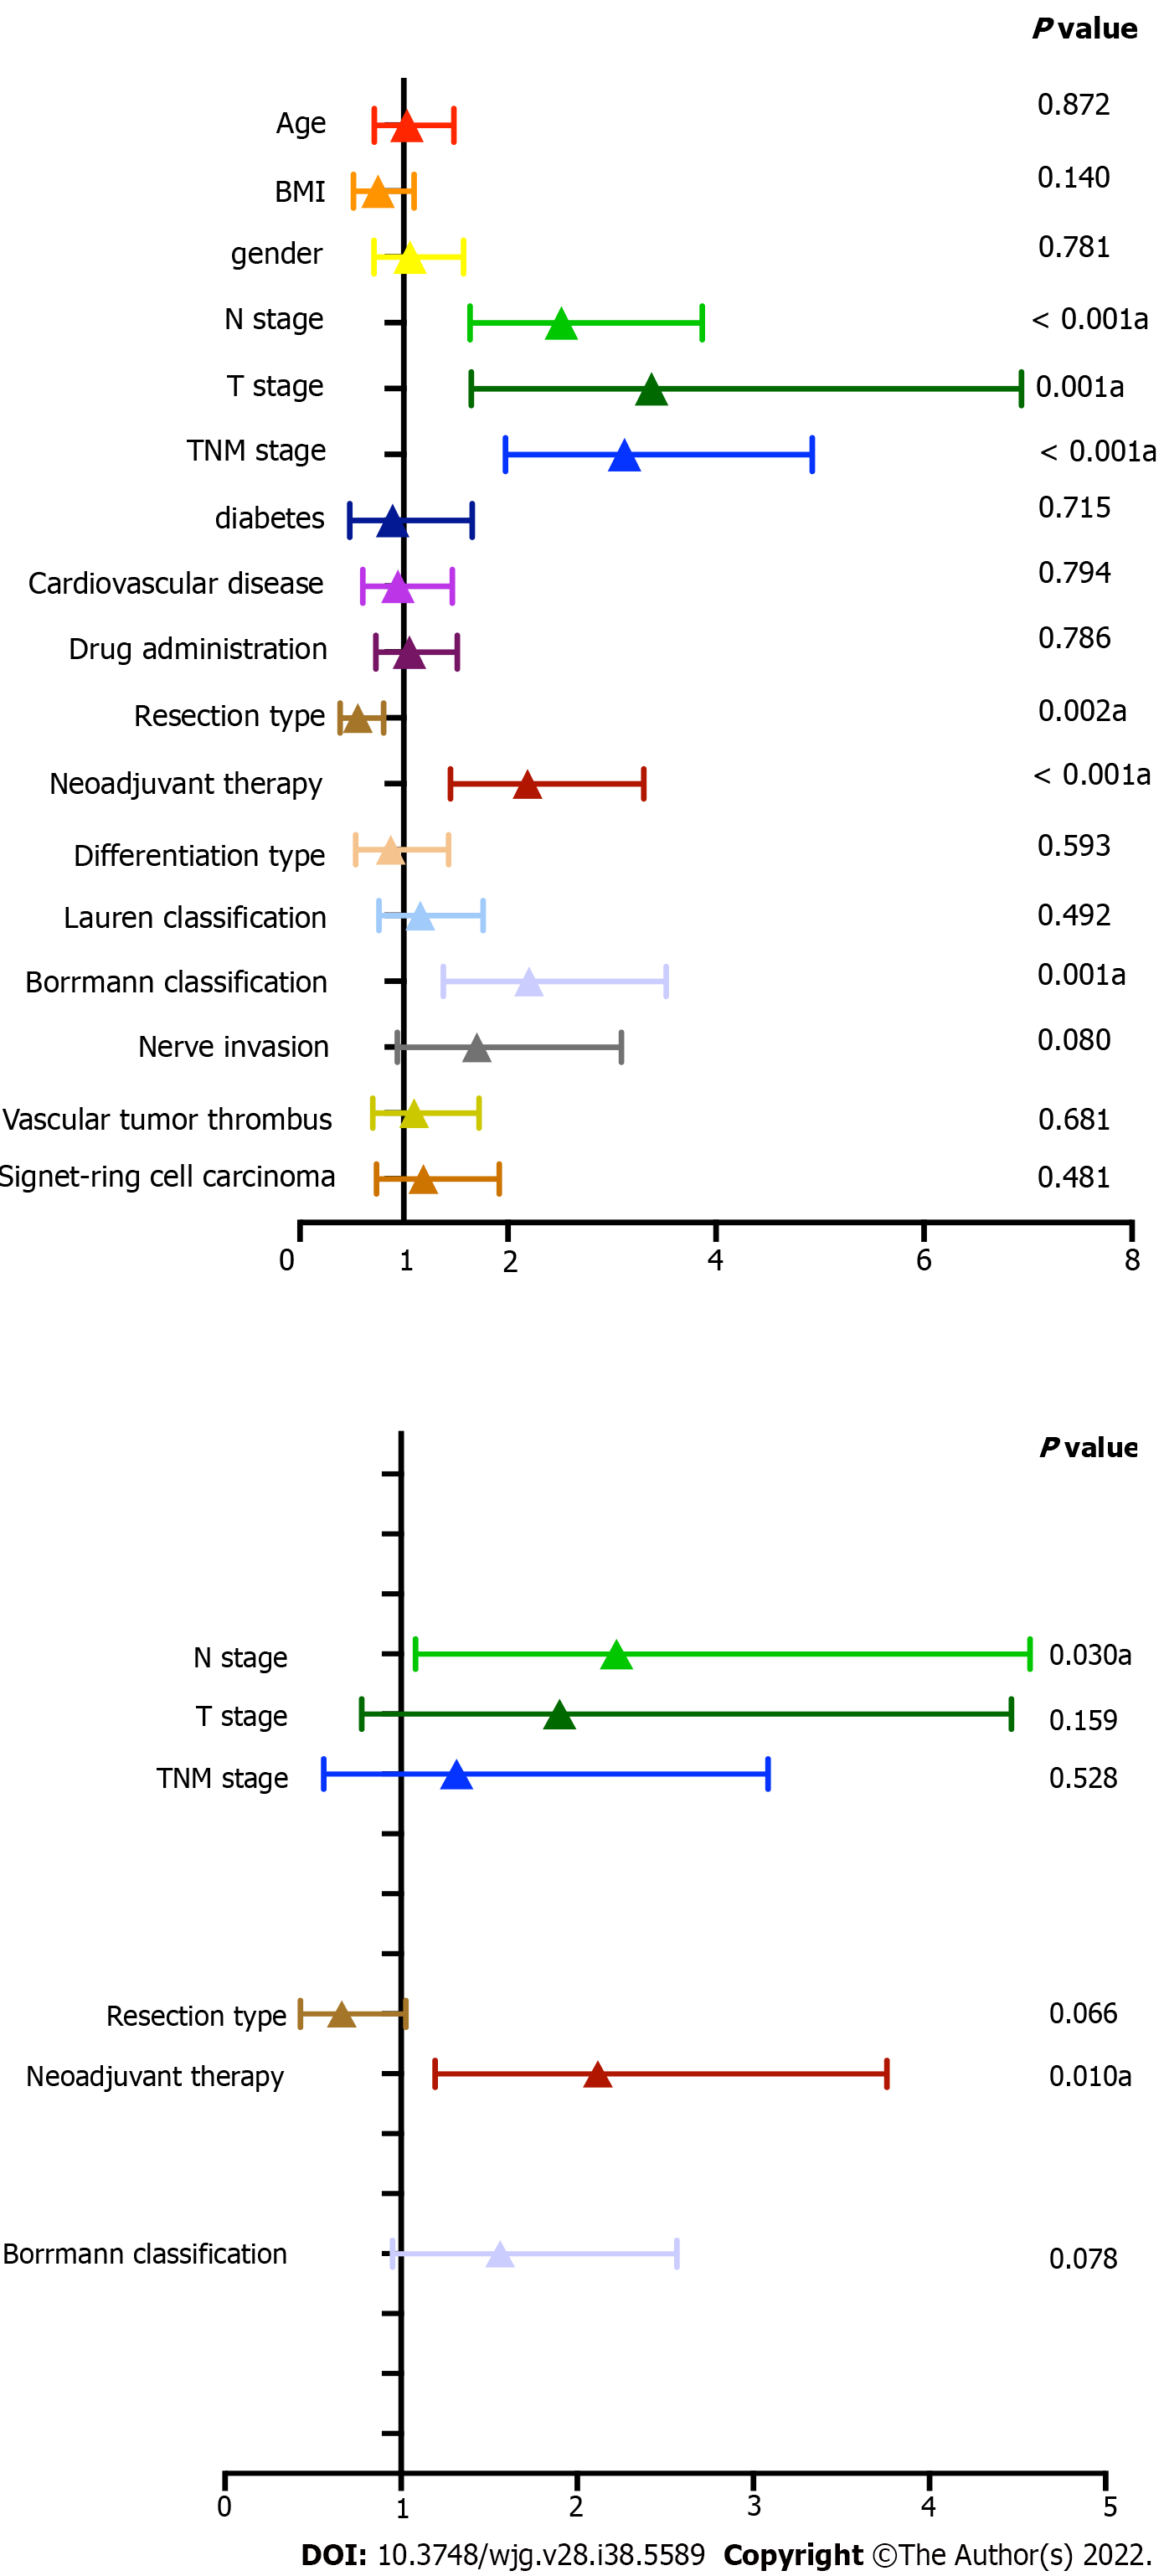 P value
Age 0.872
BMI 0.140
gender 0.781
N stage < 0.001a
T stage 0.001a
TNM stage < 0.001a
diabetes 0.715
Cardiovascular disease 0.794
Drug administration 0.786
Resection type 0.002a
Neoadjuvant therapy < 0.001a
Differentiation type 0.593
Lauren classification 0.492
Borrmann classification 0.001a
Nerve invasion 0.080
Vascular tumor thrombus 0.681
Signet-ring cell carcinoma 0.481
0 1 2 4 6 8
P value
N stage 0.030a
T stage 0.159
TNM stage 0.528
Resection type 0.066
Neoadjuvant therapy 0.010a
Borrmann classification 0.078
0 1 2 3 4 5
DOI: 10.3748/wjg.v28.i38.5589 Copyright ©The Author(s) 2022.